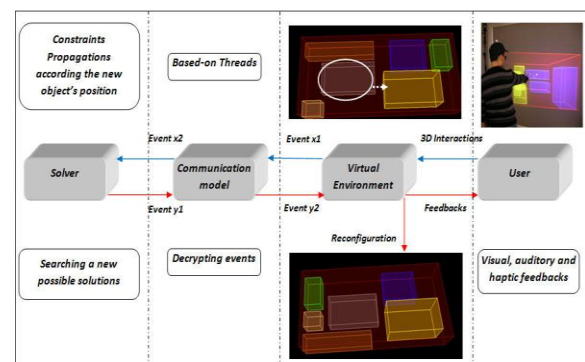 Constraints
Propagations
according the new
object's position
Based-on Threads
Event x2
Event x1
3D Interactions
Solver
Communication
model
Virtual
Environment
User
Event y1
Event y2
Feedbacks
Reconfiguration
Searching a new
possible solutions
Decrypting events
Visual, auditory and
haptic feedbacks